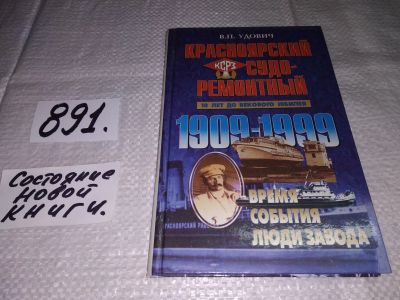 В.П. УДОВИЧ
КРАСНОЯРСКИЙ
КСРЗ
СУДО-
РЕМОНТНЫЙ
10 ЛЕТ ДО ВЕКОВОГО ЮБИЛЕЯ
1909-1999
ВРЕМЯ
СОБЫТИЯ
ЛЮДИ ЗАВОДА
891.
Состояние
новой
книги.